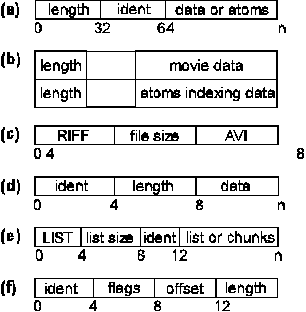 (a) length ident data or atoms
0 32 64 n
(b) length movie data
length atoms indexing data
(c) RIFF file size AVI
0 4 8
(d) ident length data
0 4 8 n
(e) LIST list size ident list or chunks
0 4 8 12 n
(f) ident flags offset length
0 4 8 12